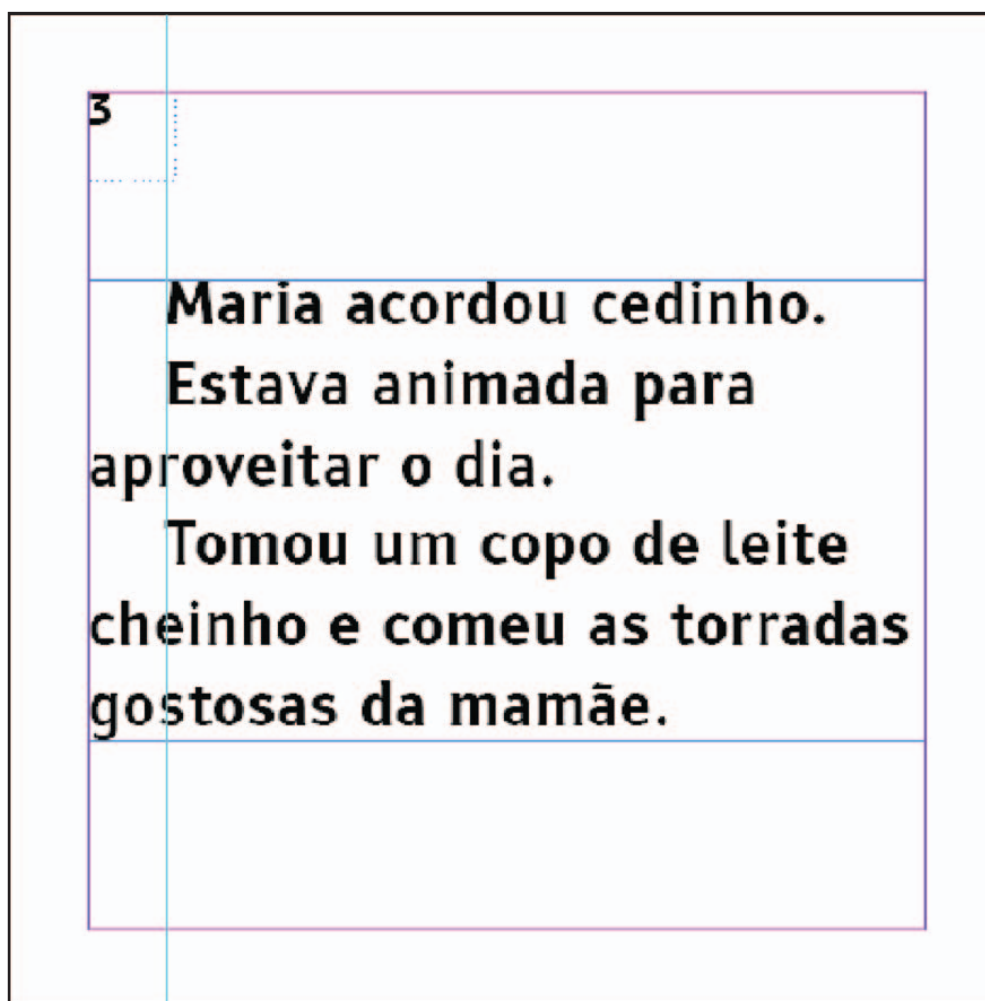 3
Maria acordou cedinho.
Estava animada para
aproveitar o dia.
Tomou um copo de leite
cheinho e comeu as torradas
gostosas da mamãe.